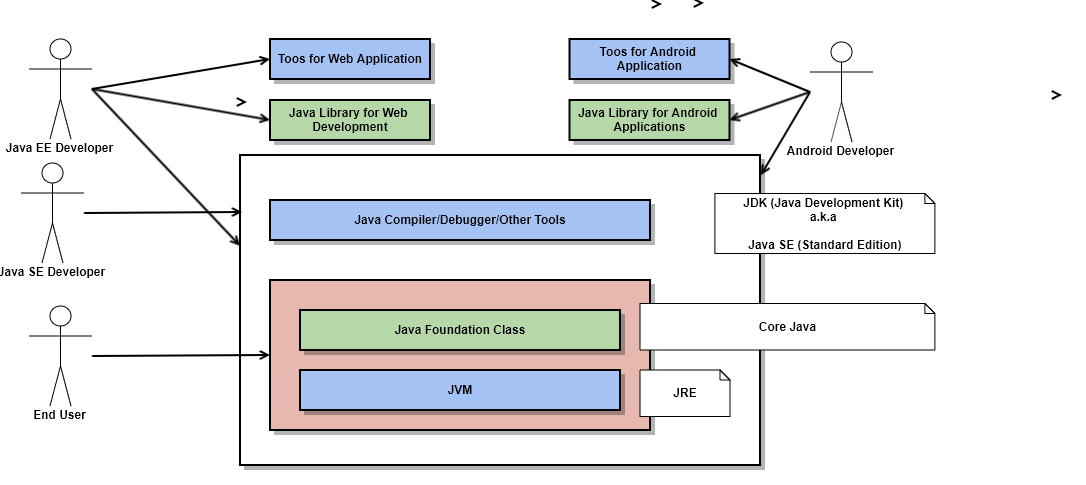 Toos for Web Application
Toos for Android
Application
Java Library for Web
Development
Java Library for Android
Applications
Java EE Developer
Android Developer
JDK (Java Development Kit)
a.k.a
Java SE (Standard Edition)
Java Compiler/Debugger/Other Tools
Java SE Developer
Java Foundation Class
Core Java
JVM
JRE
End User